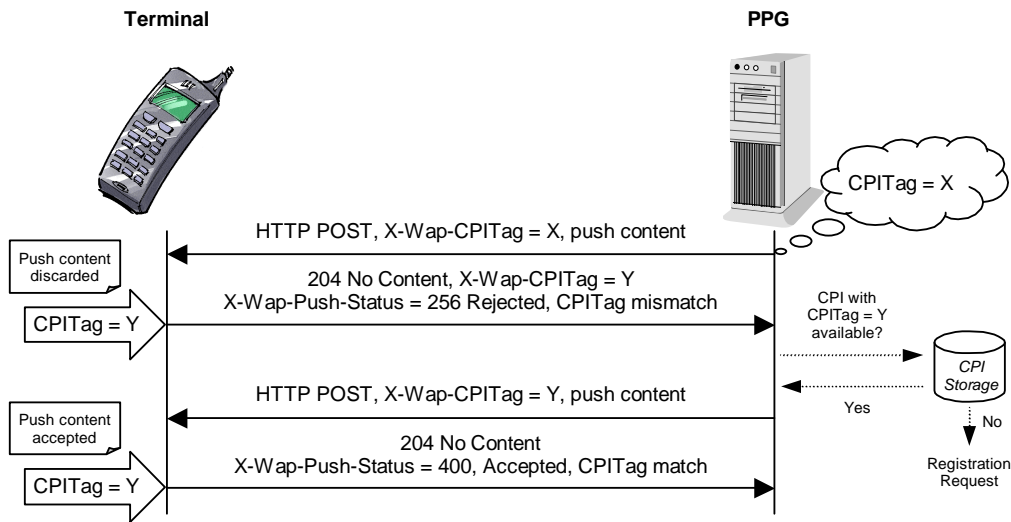 Terminal
PPG
CPITag = X
HTTP POST, X-Wap-CPITag = X, push content
Push content
discarded
204 No Content, X-Wap-CPITag = Y
X-Wap-Push-Status = 256 Rejected, CPITag mismatch
CPITag = Y
CPI with
CPITag = Y
available?
CPI
Storage
HTTP POST, X-Wap-CPITag = Y, push content
Yes
No
Push content
accepted
204 No Content
X-Wap-Push-Status = 400, Accepted, CPITag match
CPITag = Y
Registration
Request